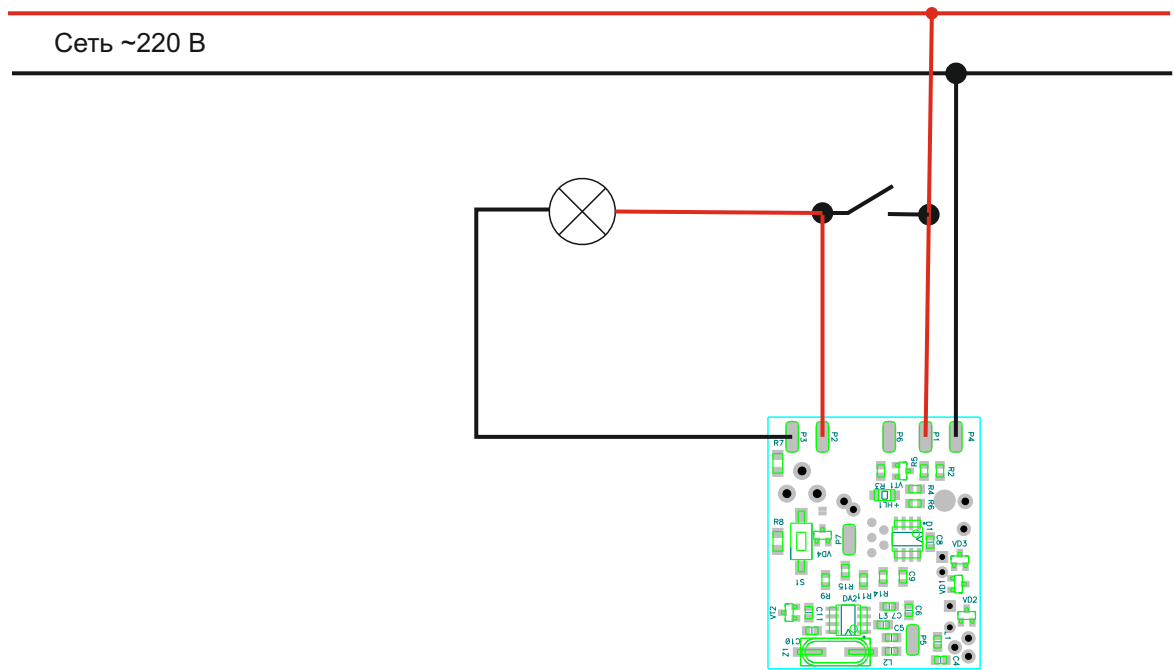 Сеть ~220 В
P3
P2
P6
P1
P4
R7
R5
R2
R3
VT1
R4
+HL1
R6
R8
VD4
P7
D1
C8
VD3
S1
R15
R9
R11
R14
C9
VD1
VD2
VT2
C11
DA2
L3
C7
C6
C5
P5
L1
C10
Z1
L2
C4